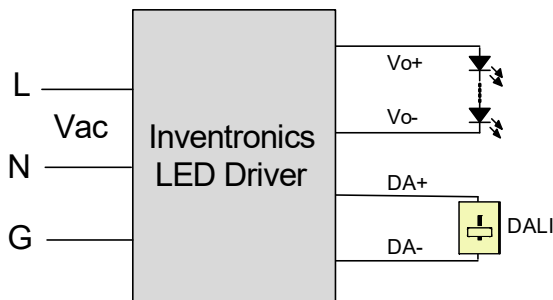 L
Vac
N
G
Inventronics
LED Driver
Vo+
Vo-
DA+
DA-
DALI